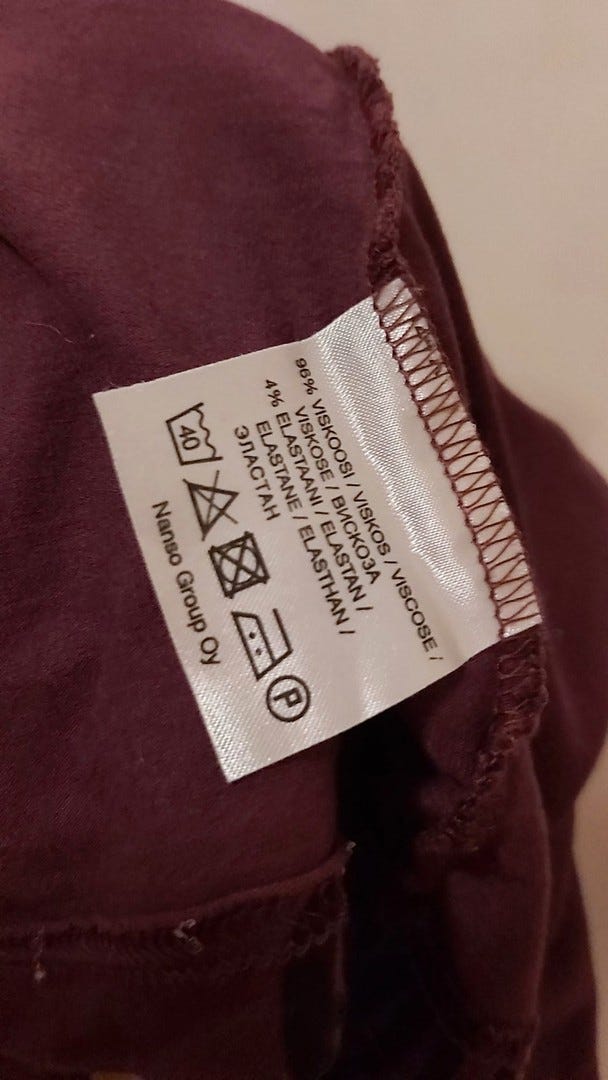 96% VISKOOSI / VISKOS / VISCOSE /
VISKOSE / ВИСКОЗА
4% ELASTAANI / ELASTAN /
ELASTANE / ELASTHAN /
ЭЛАСТАН
40
P
Nanso Group Oy